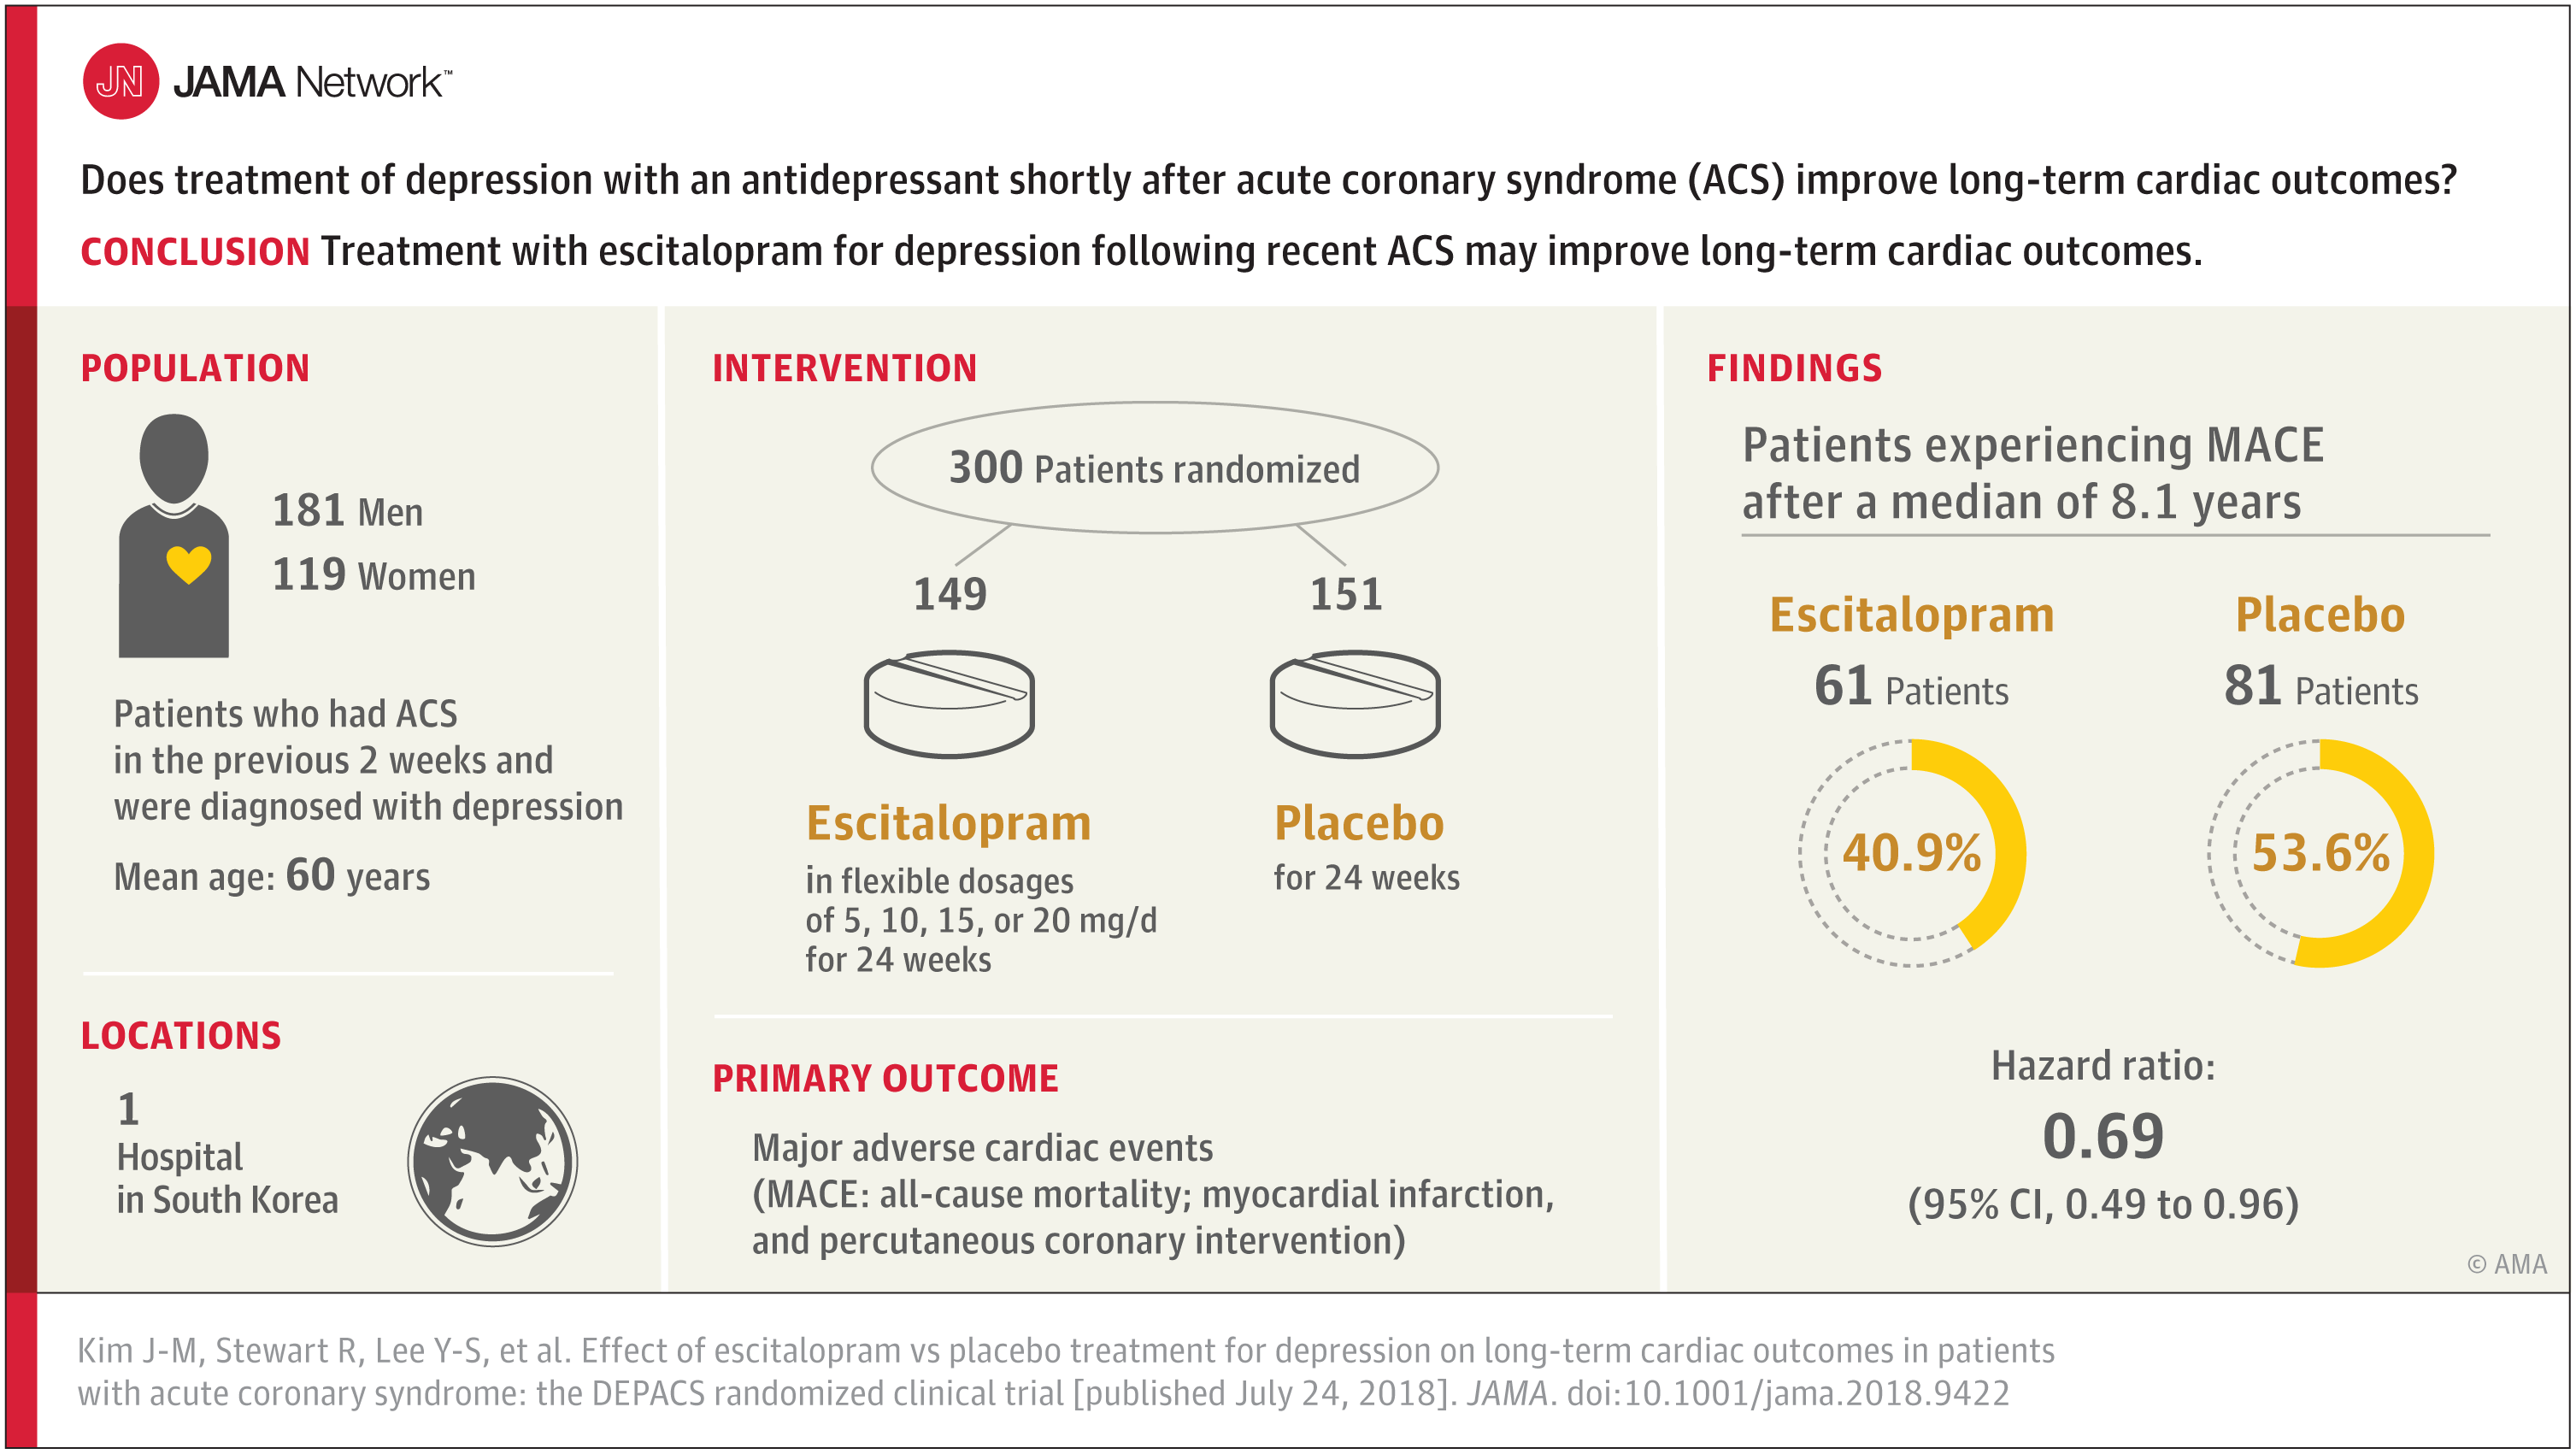 JN JAMA Network™
Does treatment of depression with an antidepressant shortly after acute coronary syndrome (ACS) improve long-term cardiac outcomes?
CONCLUSION Treatment with escitalopram for depression following recent ACS may improve long-term cardiac outcomes.
POPULATION
181 Men
119 Women
Patients who had ACS
in the previous 2 weeks and
were diagnosed with depression
Mean age: 60 years
LOCATIONS
1
Hospital
in South Korea
INTERVENTION
300 Patients randomized
149
151
Escitalopram
in flexible dosages
of 5, 10, 15, or 20 mg/d
for 24 weeks
Placebo
for 24 weeks
PRIMARY OUTCOME
Major adverse cardiac events
(MACE: all-cause mortality; myocardial infarction,
and percutaneous coronary intervention)
FINDINGS
Patients experiencing MACE
after a median of 8.1 years
Escitalopram
61 Patients
40.9%
Placebo
81 Patients
53.6%
Hazard ratio:
0.69
(95% CI, 0.49 to 0.96)
© AMA
Kim J-M, Stewart R, Lee Y-S, et al. Effect of escitalopram vs placebo treatment for depression on long-term cardiac outcomes in patients
with acute coronary syndrome: the DEPACS randomized clinical trial [published July 24, 2018]. JAMA. doi:10.1001/jama.2018.9422